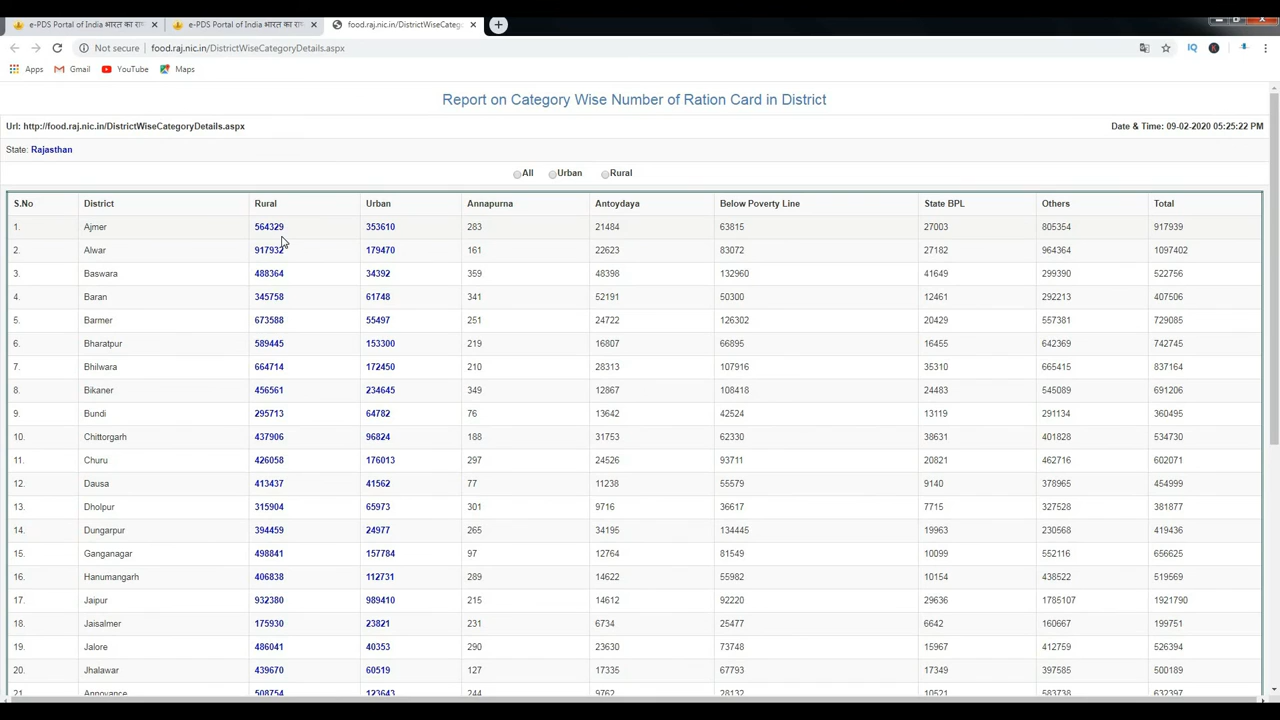 e-PDS Portal of India भारत का रा
e-PDS Portal of India भारत का रा
food.raj.nic.in/DistrictWiseCateg
Not secure food.raj.nic.in/DistrictWiseCategoryDetails.aspx
Apps Gmail YouTube Maps
Report on Category Wise Number of Ration Card in District
Url: http://food.raj.nic.in/DistrictWiseCategoryDetails.aspx Date & Time: 09-02-2020 05:25:22 PM
State: Rajasthan
All Urban Rural
S.No District Rural Urban Annapurna Antoydaya Below Poverty Line State BPL Others Total
1. Ajmer 564329 353610 283 21484 63815 27003 805354 917939
2. Alwar 917932 179470 161 22623 83072 27182 964364 1097402
3. Baswara 488364 34392 359 48398 132960 41649 299390 522756
4. Baran 345758 61748 341 52191 50300 12461 292213 407506
5. Barmer 673588 55497 251 24722 126302 20429 557381 729085
6. Bharatpur 589445 153300 219 16807 66895 16455 642369 742745
7. Bhilwara 664714 172450 210 28313 107916 35310 665415 837164
8. Bikaner 456561 234645 349 12867 108418 24483 545089 691206
9. Bundi 295713 64782 76 13642 42524 13119 291134 360495
10. Chittorgarh 437906 96824 188 31753 62330 38631 401828 534730
11. Churu 426058 176013 297 24526 93711 20821 462716 602071
12. Dausa 413437 41562 77 11238 55579 9140 378965 454999
13. Dholpur 315904 65973 301 9716 36617 7715 327528 381877
14. Dungarpur 394459 24977 265 34195 134445 19963 230568 419436
15. Ganganagar 498841 157784 97 12764 81549 10099 552116 656625
16. Hanumangarh 406838 112731 289 14622 55982 10154 438522 519569
17. Jaipur 932380 989410 215 14612 92220 29636 1785107 1921790
18. Jaisalmer 175930 23821 231 6734 25477 6642 160667 199751
19. Jalore 486041 40353 290 23630 73748 15967 412759 526394
20. Jhalawar 439670 60519 127 17335 67793 17349 397585 500189
21. Annoyance 508754 123643 244 9762 28132 10521 583738 632397